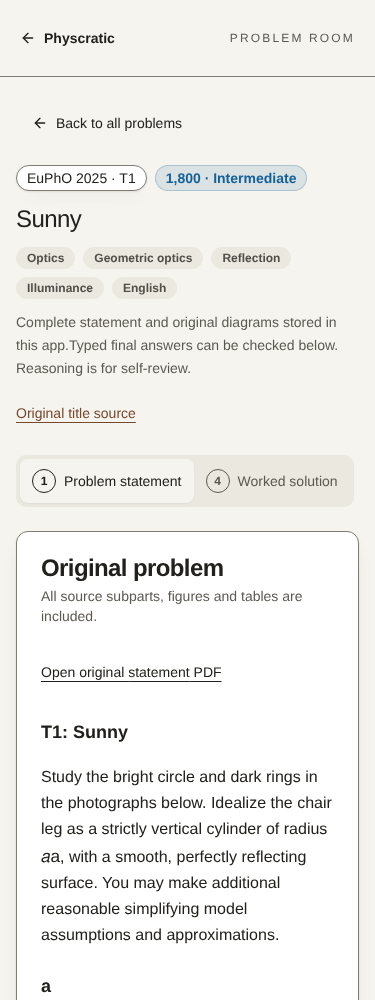 Physcratic
PROBLEM ROOM
Back to all problems
EuPhO 2025 · T1
1,800 · Intermediate
Sunny
Optics
Geometric optics
Reflection
Illuminance
English
Complete statement and original diagrams stored in
this app.Typed final answers can be checked below.
Reasoning is for self-review.
Original title source
1 Problem statement
4 Worked solution
Original problem
All source subparts, figures and tables are
included.
Open original statement PDF
T1: Sunny
Study the bright circle and dark rings in
the photographs below. Idealize the chair
leg as a strictly vertical cylinder of radius
aa, with a smooth, perfectly reflecting
surface. You may make additional
reasonable simplifying model
assumptions and approximations.
a